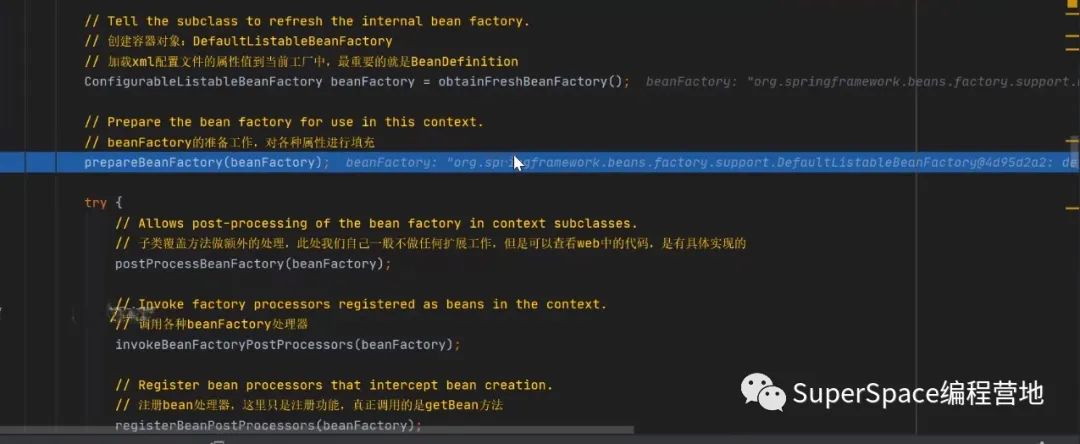 // Tell the subclass to refresh the internal bean factory.
// 创建容器对象：DefaultListableBeanFactory
// 加载xml配置文件的属性值到当前工厂中，最重要的就是BeanDefinition
ConfigurableListableBeanFactory beanFactory = obtainFreshBeanFactory(); beanFactory: "org.springframework.beans.factory.support.
// Prepare the bean factory for use in this context.
// beanFactory的准备工作，对各种属性进行填充
prepareBeanFactory(beanFactory); beanFactory: "org.springframework.beans.factory.support.DefaultListableBeanFactory@4d95d2a2: de
try {
// Allows post-processing of the bean factory in context subclasses.
// 子类覆盖方法做额外的处理，此处我们自己一般不做任何扩展工作，但是可以查看web中的代码，是有具体实现的
postProcessBeanFactory(beanFactory);
// Invoke factory processors registered as beans in the context.
// 调用各种beanFactory处理器
invokeBeanFactoryPostProcessors(beanFactory);
// Register bean processors that intercept bean creation.
// 注册bean处理器，这里只是注册功能，真正调用的是getBean方法
registerBeanPostProcessors(beanFactory);
SuperSpace编程营地